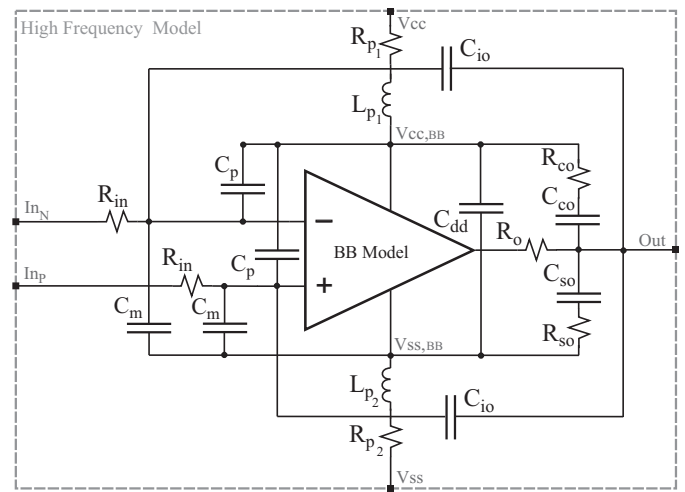 High Frequency Model
Vcc
Rp1
Cio
Lp1
Vcc,BB
Cp
Rco
Cco
Rin
InN
−
Cdd
Ro
Out
BB Model
Rin
Cp
InP
+
Cso
Cm
Cm
Rso
Vss,BB
Lp2
Cio
Rp2
Vss